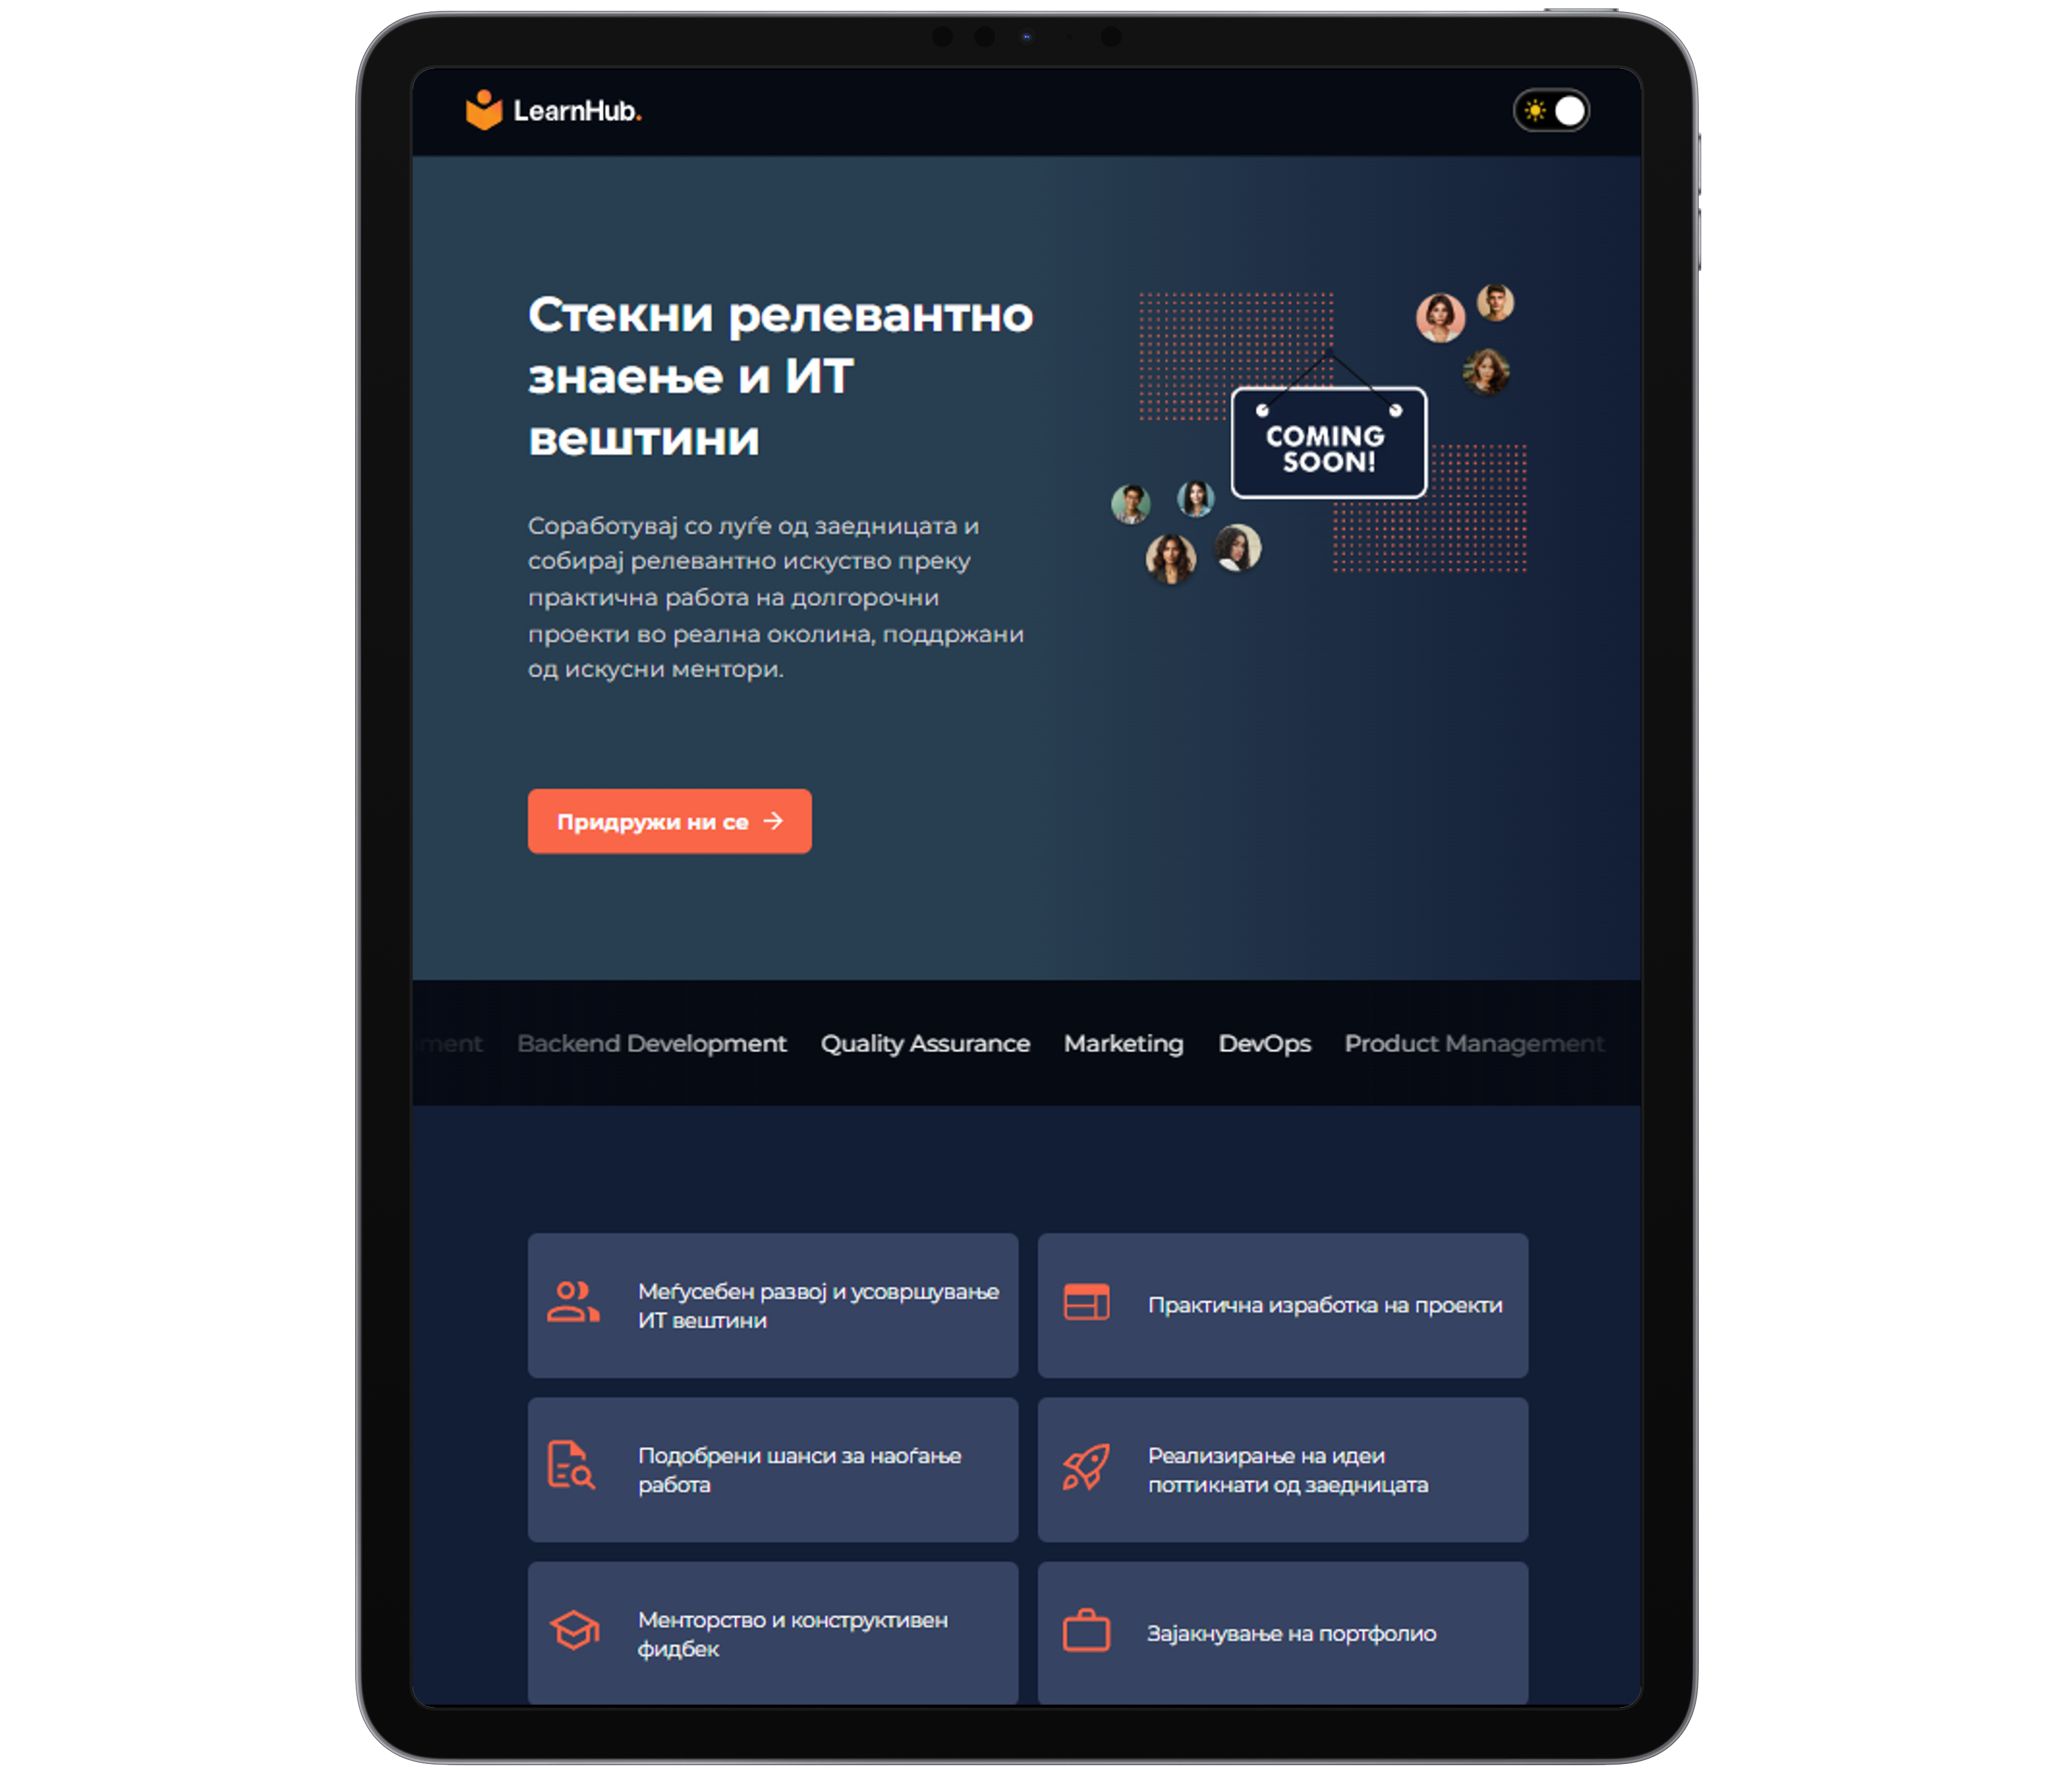 LearnHub.
Стекни релевантно
знаење и ИТ
вештини
Соработувај со луѓе од заедницата и
собирај релевантно искуство преку
практична работа на долгорочни
проекти во реална околина, поддржани
од искусни ментори.
COMING
SOON!
Придружи ни се
ment Backend Development Quality Assurance Marketing DevOps Product Management
Меѓусебен развој и усовршување
ИТ вештини
Практична изработка на проекти
Подобрени шанси за наоѓање
работа
Реализирање на идеи
поттикнати од заедницата
Менторство и конструктивен
фидбек
Зајакнување на портфолио